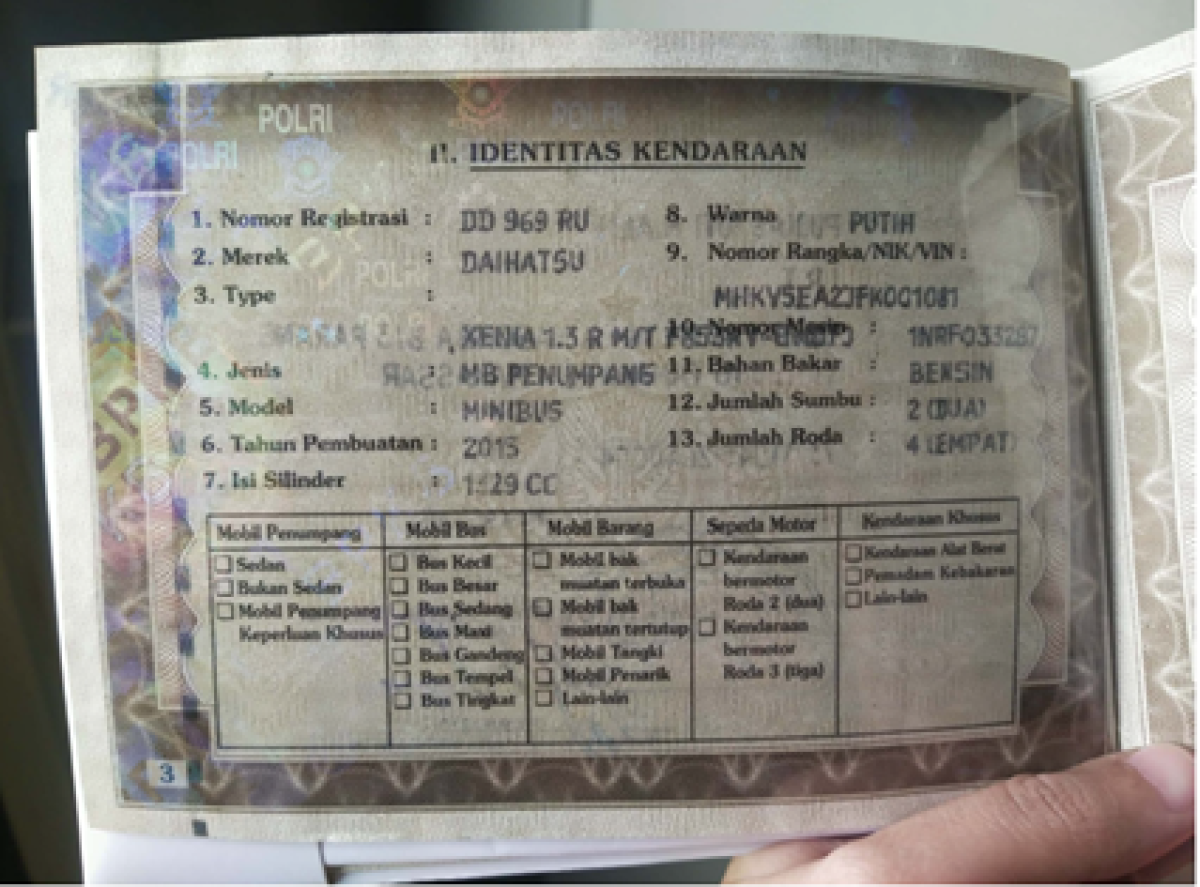 POLRI
POLRI
POLRI
IDENTITAS KENDARAAN
1. Nomor Registrasi : DD 969 RU
2. Merek : DAIHATSU
3. Type :
XENIA 1.3 R M/T
4. Jenis : MB PENUMPANG
5. Model : MINIBUS
6. Tahun Pembuatan : 2015
7. Isi Silinder : CC
8. Warna PUTIH
9. Nomor Rangka/NIK/VIN :
10. Nomor Mesin :
11. Bahan Bakar : BENSIN
12. Jumlah Sumbu : 2 (DUA)
13. Jumlah Roda : 4 (EMPAT)
Mobil Penumpang
Sedan
Bukan Sedan
Mobil Penumpang
Keperluan Khusus
Mobil Bus
Bus Kecil
Bus Besar
Bus Sedang
Bus Maxi
Bus Gandeng
Bus Tempel
Bus Tingkat
Mobil Barang
Mobil bak
muatan terbuka
Mobil bak
muatan tertutup
Mobil Tangki
Mobil Penarik
Lain-lain
Sepeda Motor
Kendaraan
bermotor
Roda 2 (dua)
Kendaraan
bermotor
Roda 3 (tiga)
Kendaraan Khusus
Kendaraan Alat Berat
Pemadam Kebakaran
Lain-lain
3